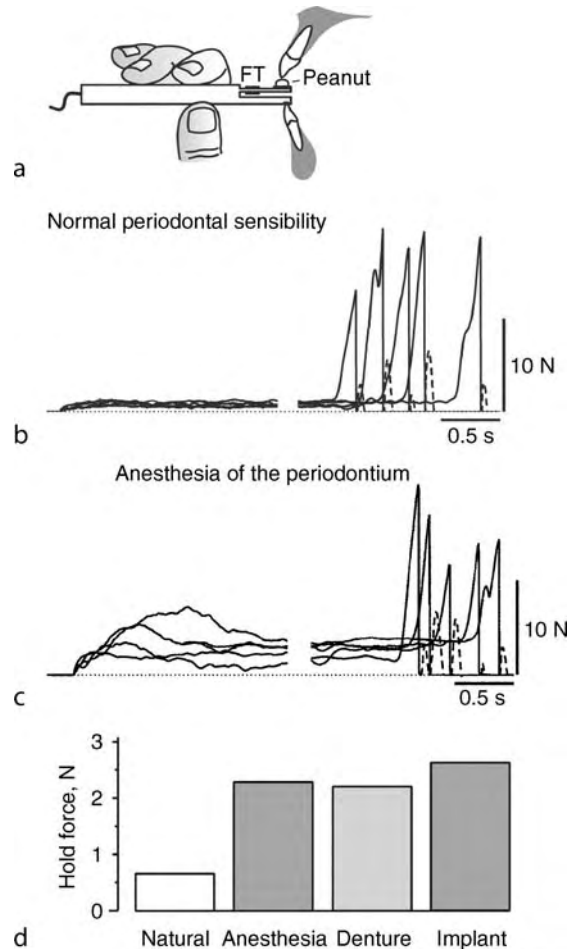 FT
Peanut
a
Normal periodontal sensibility
10 N
0.5 s
b
Anesthesia of the periodontium
10 N
0.5 s
c
Hold force, N
3
2
1
0
Natural Anesthesia Denture Implant
d